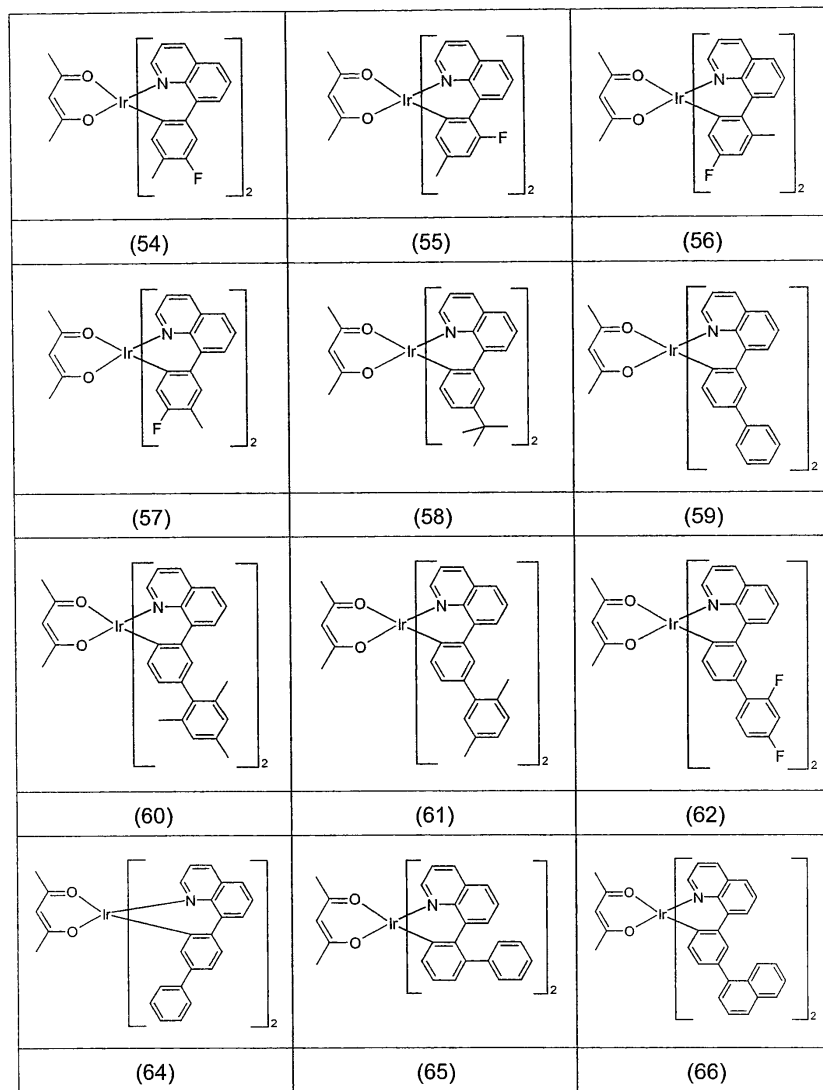 O
N
Ir
O
F
2
O
N
Ir
O
F
2
O
N
Ir
O
F
2
(54) (55) (56)
O
N
Ir
O
F
2
O
N
Ir
O
2
O
N
Ir
O
2
(57) (58) (59)
O
N
Ir
O
2
O
N
Ir
O
2
O
N
Ir
O
F
F
2
(60) (61) (62)
O
N
Ir
O
2
O
N
Ir
O
2
O
N
Ir
O
2
(64) (65) (66)